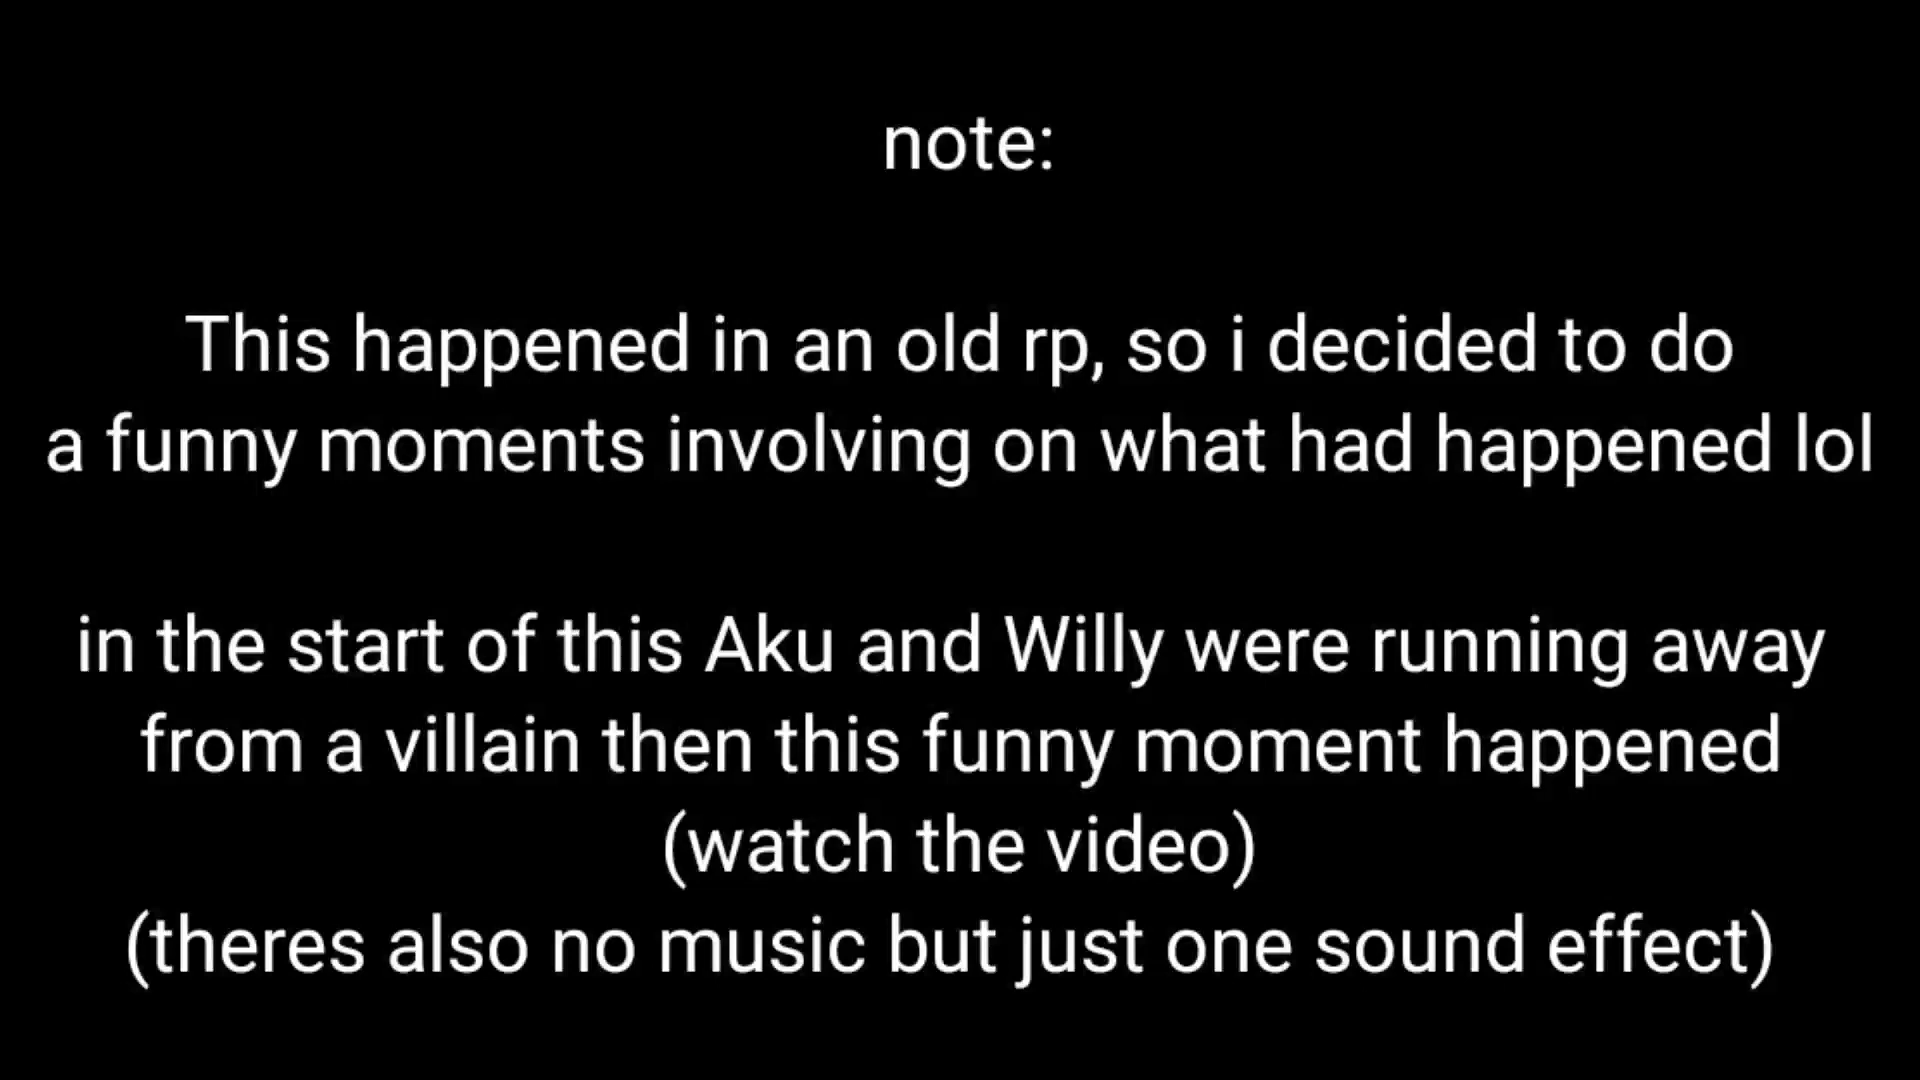 note:
This happened in an old rp, so i decided to do
a funny moments involving on what had happened lol
in the start of this Aku and Willy were running away
from a villain then this funny moment happened
(watch the video)
(theres also no music but just one sound effect)